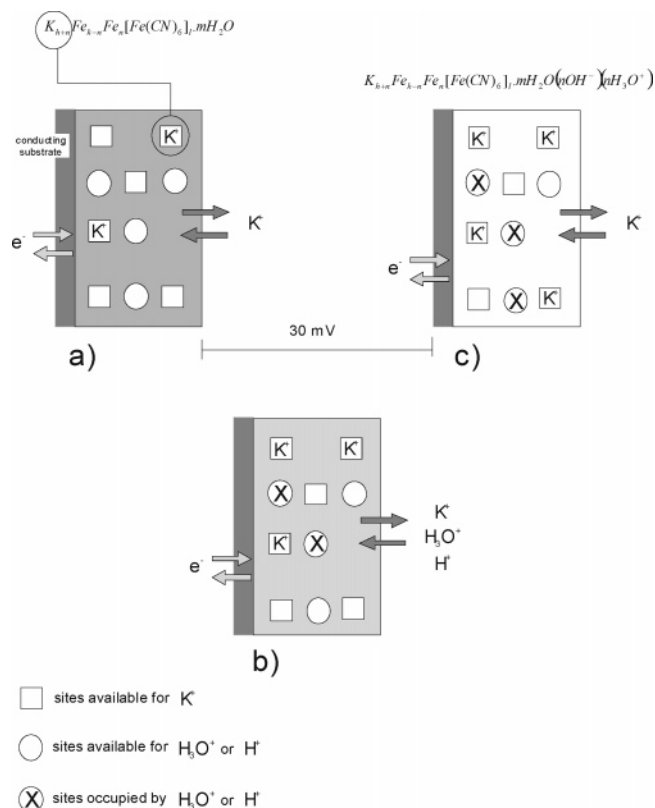 K_{h+n}Fe_{k-n}Fe_n[Fe(CN)_6]_l.mH_2O
K_{h+n}Fe_{k-n}Fe_n[Fe(CN)_6]_l.mH_2O(nOH^-)(nH_3O^+)
conducting
substrate
K^+
K^+
e^-
K^+
a)
30 mV
K^+
K^+
X
K^+
X
X
K^+
e^-
K^+
c)
K^+
K^+
X
K^+
X
e^-
K^+
H_3O^+
H^+
b)
sites available for K^+
sites available for H_3O^+ or H^+
X sites occupied by H_3O^+ or H^+